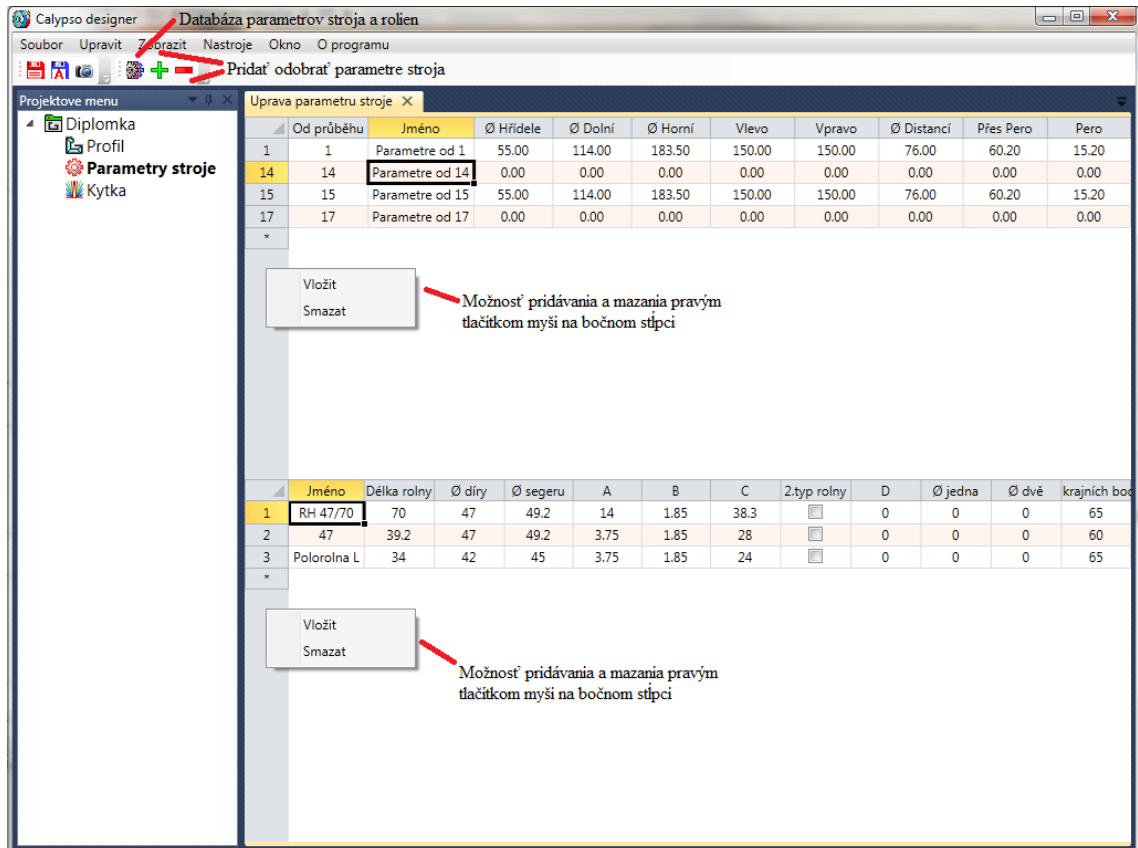 Calypso designer
Databáza parametrov stroja a rolien
Soubor Upravit Zobrazit Nastroje Okno O programu
Pridať odobrať parametre stroja
Projektove menu
Uprava parametru stroje
Diplomka
Profil
Parametry stroje
Kytka
Od průběhu Jméno Ø Hřídele Ø Dolní Ø Horní Vlevo Vpravo Ø Distancí Přes Pero Pero
1 1 Parametre od 1 55.00 114.00 183.50 150.00 150.00 76.00 60.20 15.20
14 14 Parametre od 14 0.00 0.00 0.00 0.00 0.00 0.00 0.00 0.00
15 15 Parametre od 15 55.00 114.00 183.50 150.00 150.00 76.00 60.20 15.20
17 17 Parametre od 17 0.00 0.00 0.00 0.00 0.00 0.00 0.00 0.00
*
Vložit
Smazat
Možnosť pridávania a mazania pravým
tlačítkom myši na bočnom stĺpci
Jméno Délka rolny Ø díry Ø segeru A B C 2.typ rolny D Ø jedna Ø dvě krajních boc
1 RH 47/70 70 47 49.2 14 1.85 38.3 0 0 0 65
2 47 39.2 47 49.2 3.75 1.85 28 0 0 0 60
3 Polorolna L 34 42 45 3.75 1.85 24 0 0 0 65
*
Vložit
Smazat
Možnosť pridávania a mazania pravým
tlačítkom myši na bočnom stĺpci